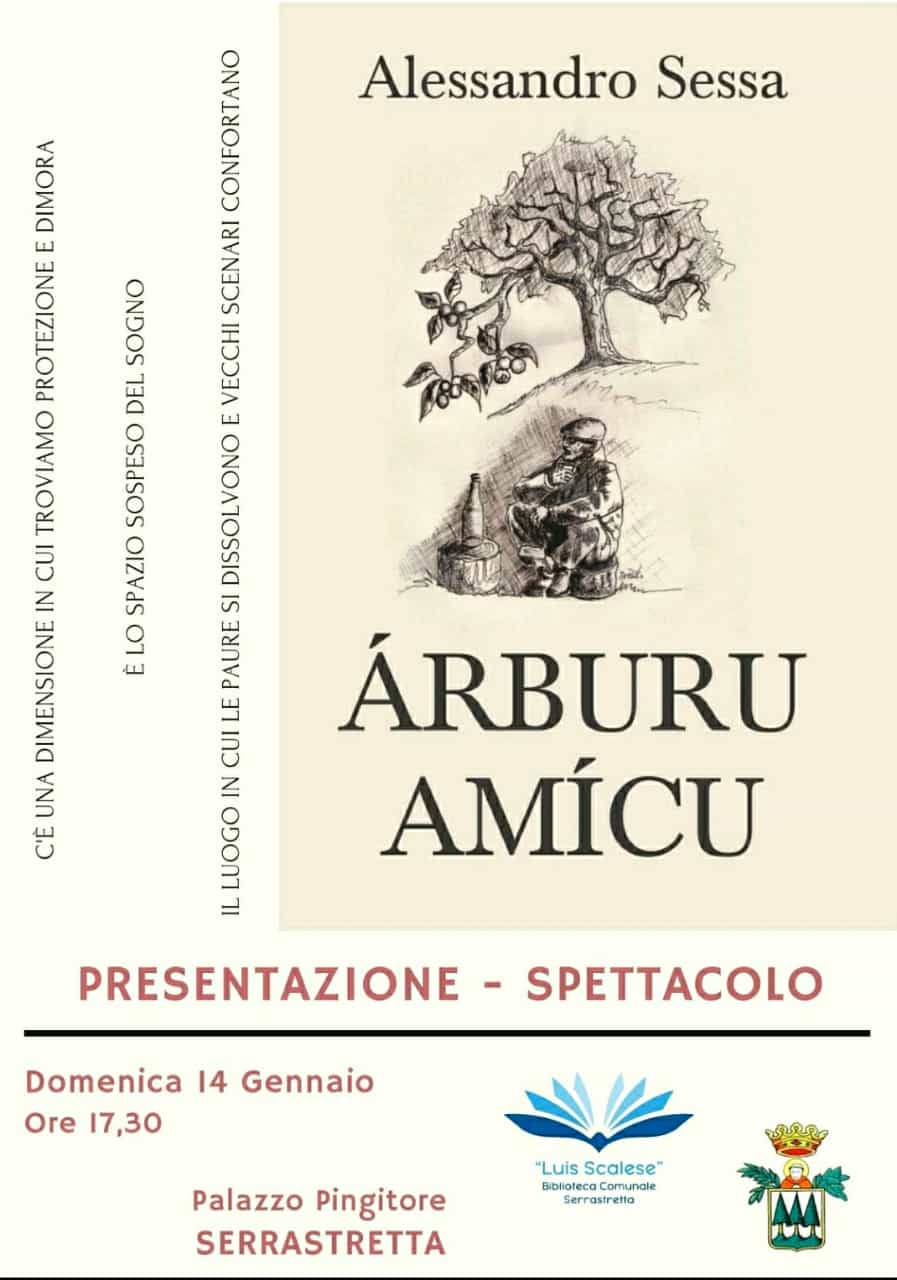 C'È UNA DIMENSIONE IN CUI TROVIAMO PROTEZIONE E DIMORA
È LO SPAZIO SOSPESO DEL SOGNO
IL LUOGO IN CUI LE PAURE SI DISSOLVONO E VECCHI SCENARI CONFORTANO
Alessandro Sessa
ÁRBURU
AMÍCU
PRESENTAZIONE - SPETTACOLO
Domenica 14 Gennaio
Ore 17,30
Palazzo Pingitore
SERRASTRETTA
"Luis Scalese"
Biblioteca Comunale
Serrastretta